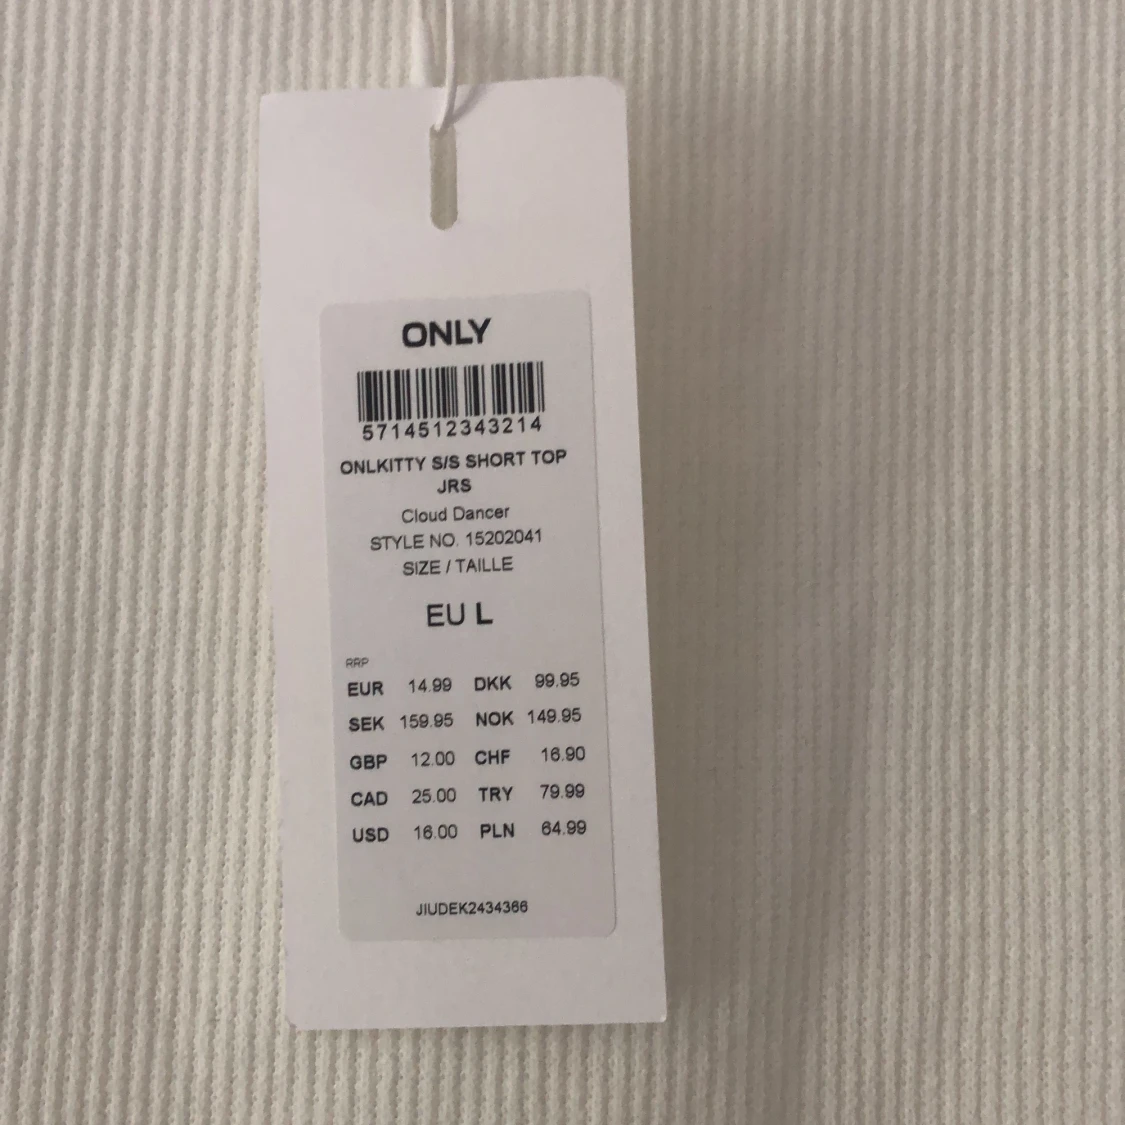 ONLY
5714512343214
ONLKITTY S/S SHORT TOP
JRS
Cloud Dancer
STYLE NO. 15202041
SIZE / TAILLE
EU L
RRP
EUR 14.99 DKK 99.95
SEK 159.95 NOK 149.95
GBP 12.00 CHF 16.90
CAD 25.00 TRY 79.99
USD 16.00 PLN 64.99
JIUDEK2434366